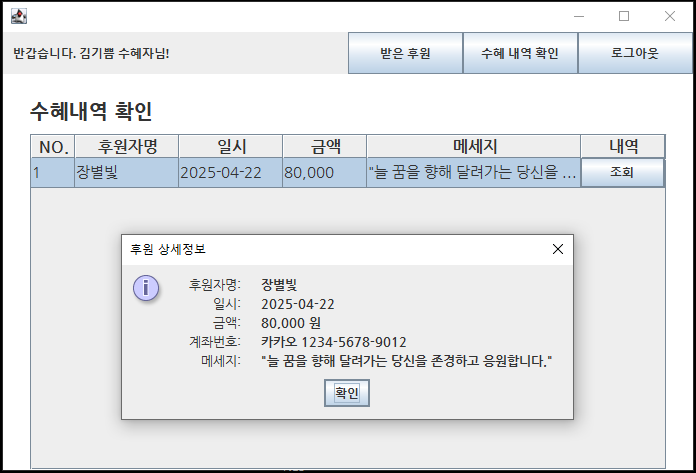 반갑습니다. 김기쁨 수혜자님!
받은 후원
수혜 내역 확인
로그아웃
수혜내역 확인
NO. 후원자명 일시 금액 메세지 내역
1 장별빛 2025-04-22 80,000 "늘 꿈을 향해 달려가는 당신을 ... 조회
후원 상세정보
후원자명: 장별빛
일시: 2025-04-22
금액: 80,000 원
계좌번호: 카카오 1234-5678-9012
메세지: "늘 꿈을 향해 달려가는 당신을 존경하고 응원합니다."
확인